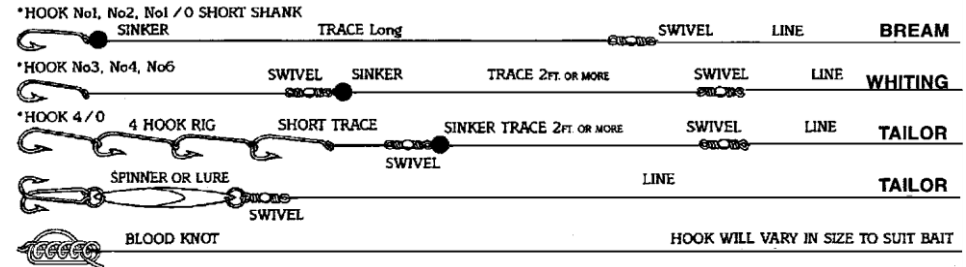 *HOOK No1, No2, No1/0 SHORT SHANK
SINKER TRACE Long SWIVEL LINE BREAM
*HOOK No3, No4, No6
SWIVEL SINKER TRACE 2FT. OR MORE SWIVEL LINE WHITING
*HOOK 4/0
4 HOOK RIG SHORT TRACE SINKER TRACE 2FT. OR MORE SWIVEL LINE TAILOR
SWIVEL
SPINNER OR LURE LINE TAILOR
SWIVEL
BLOOD KNOT HOOK WILL VARY IN SIZE TO SUIT BAIT